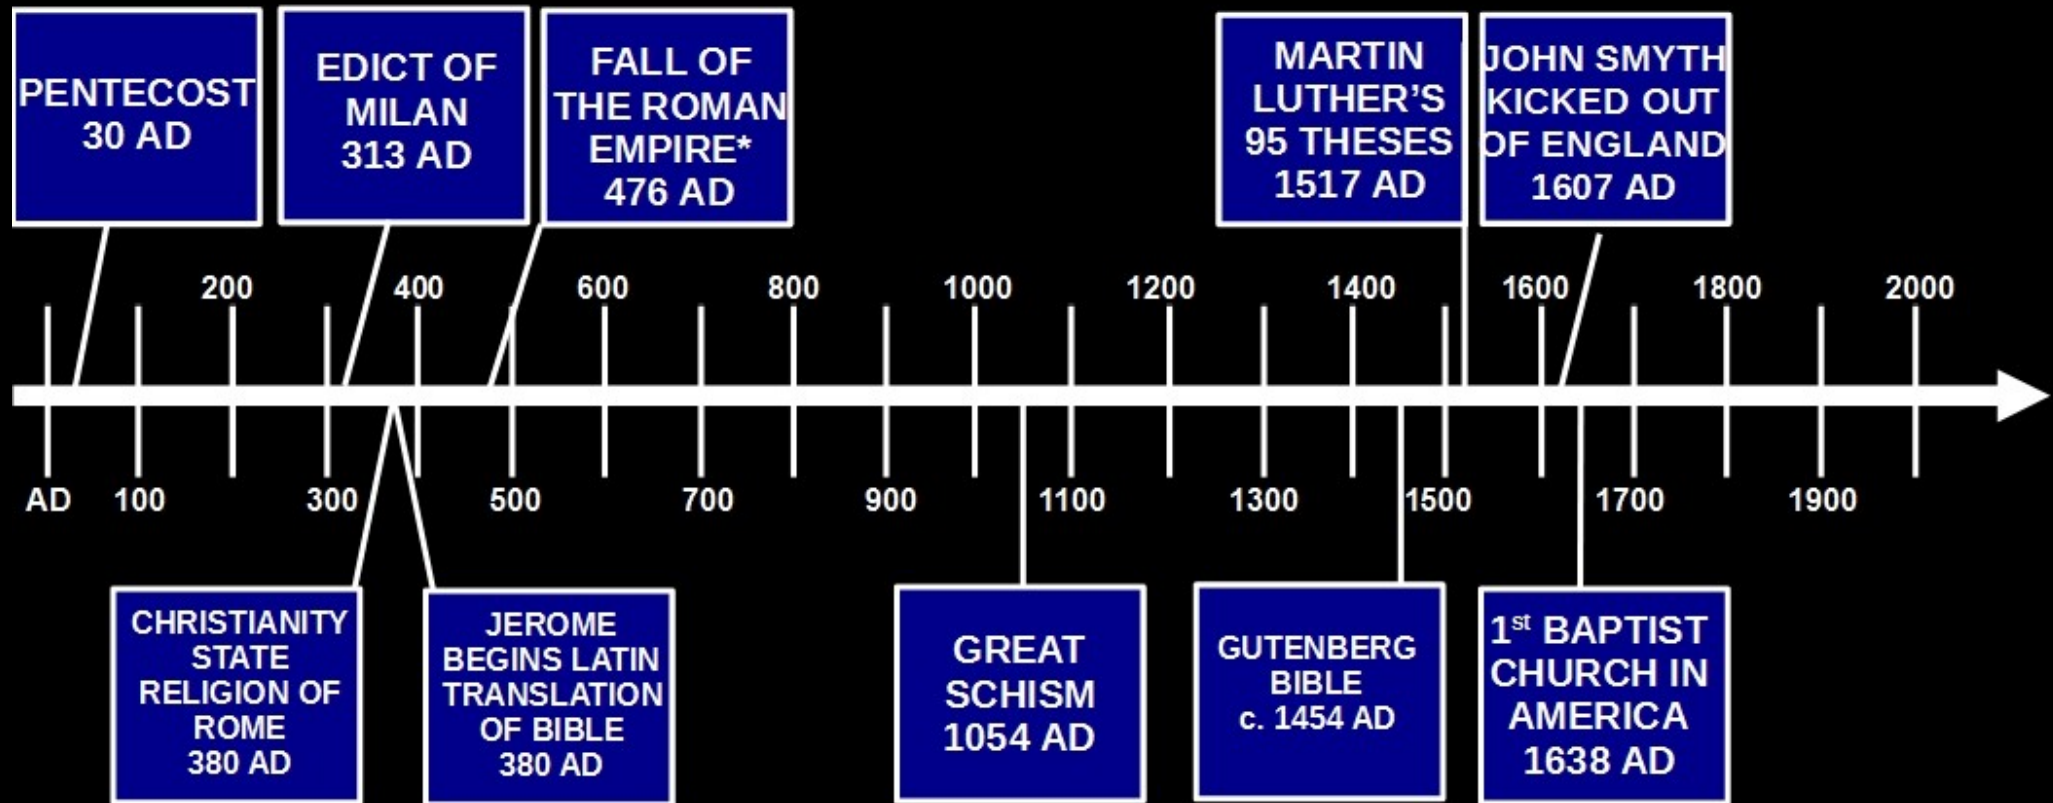 PENTECOST
30 AD
EDICT OF
MILAN
313 AD
FALL OF
THE ROMAN
EMPIRE*
476 AD
MARTIN
LUTHER’S
95 THESES
1517 AD
JOHN SMYTH
KICKED OUT
OF ENGLAND
1607 AD
200 400 600 800 1000 1200 1400 1600 1800 2000
AD 100 300 500 700 900 1100 1300 1500 1700 1900
CHRISTIANITY
STATE
RELIGION OF
ROME
380 AD
JEROME
BEGINS LATIN
TRANSLATION
OF BIBLE
380 AD
GREAT
SCHISM
1054 AD
GUTENBERG
BIBLE
c. 1454 AD
1st BAPTIST
CHURCH IN
AMERICA
1638 AD